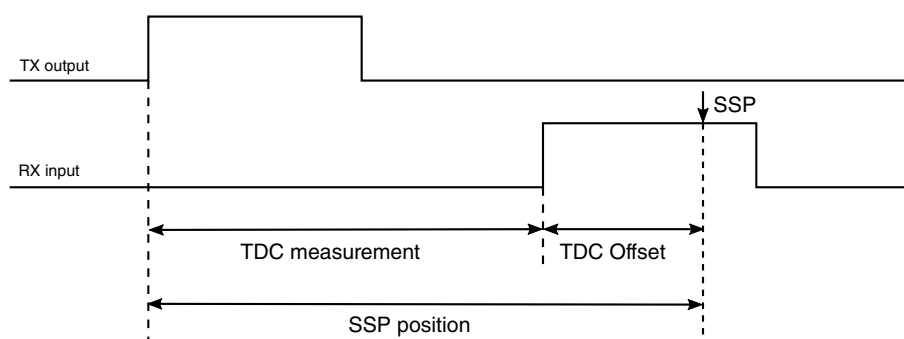 TX output
SSP
RX input
TDC measurement
TDC Offset
SSP position